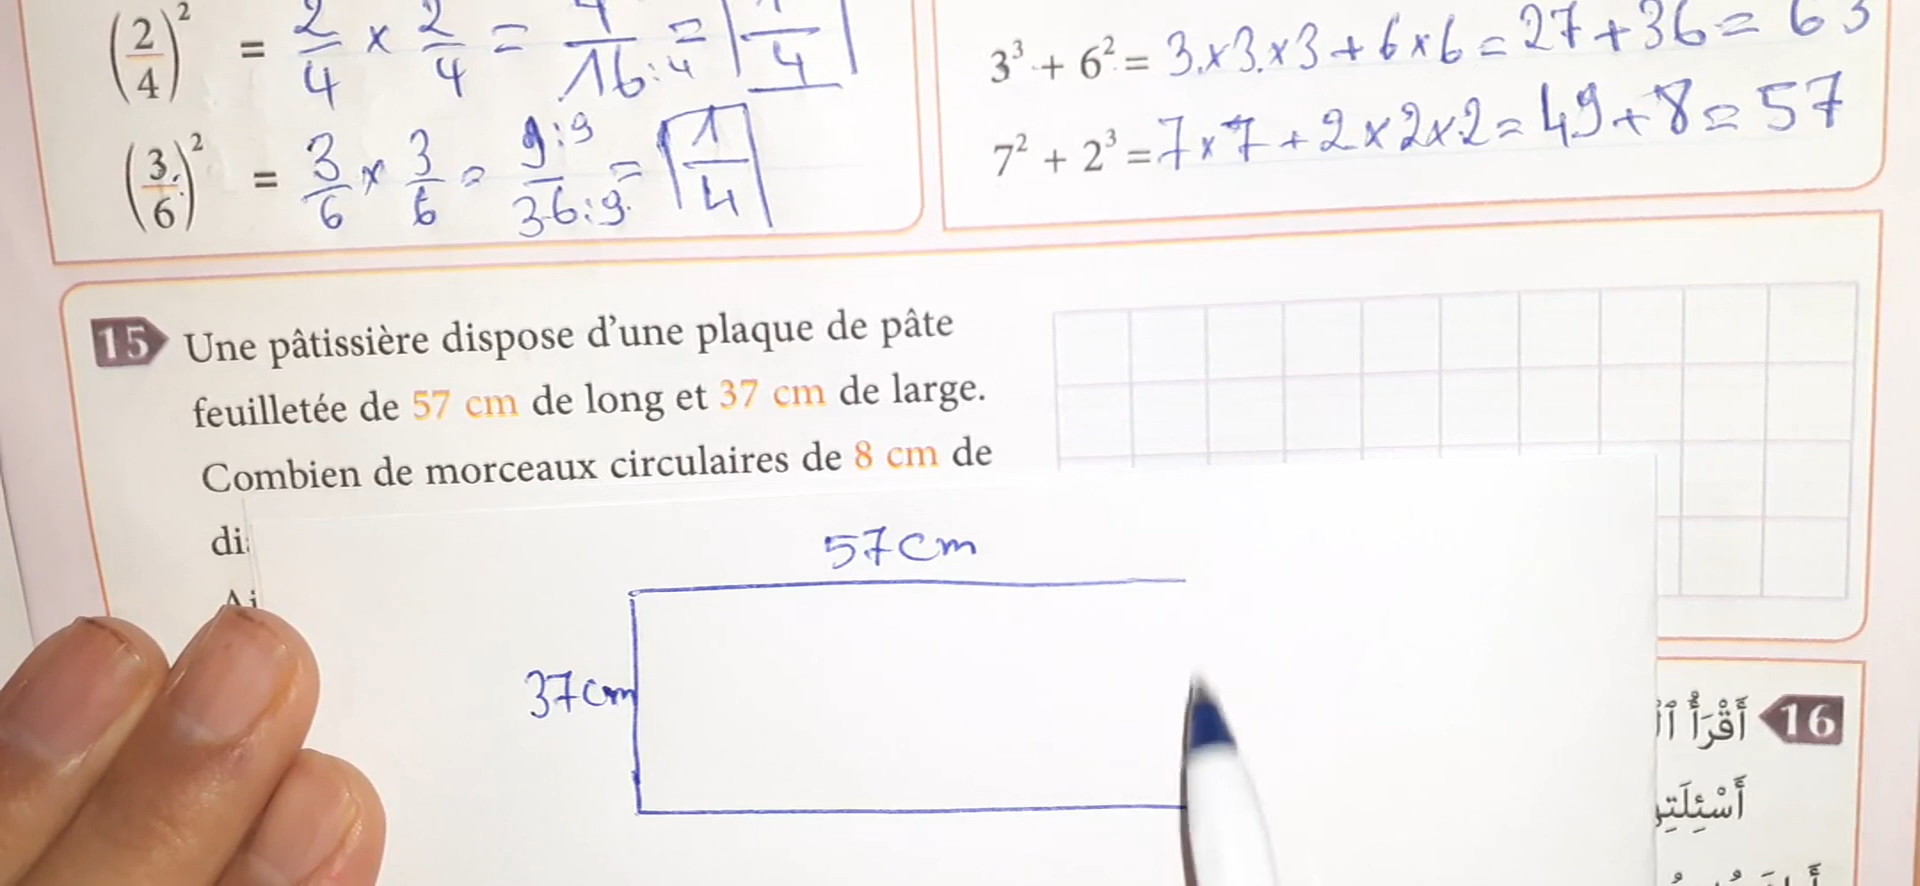 (2/4)² = 2/4 × 2/4 = 4/16:4 = 1/4
(3/6)² = 3/6 × 3/6 = 9:9/36:9 = 1/4
3³ + 6² = 3×3×3+6×6=27+36=63
7² + 2³ = 7×7+2×2×2=49+8=57
15 Une pâtissière dispose d'une plaque de pâte
feuilletée de 57 cm de long et 37 cm de large.
Combien de morceaux circulaires de 8 cm de
57cm
37cm
16 أَقْرَأُ